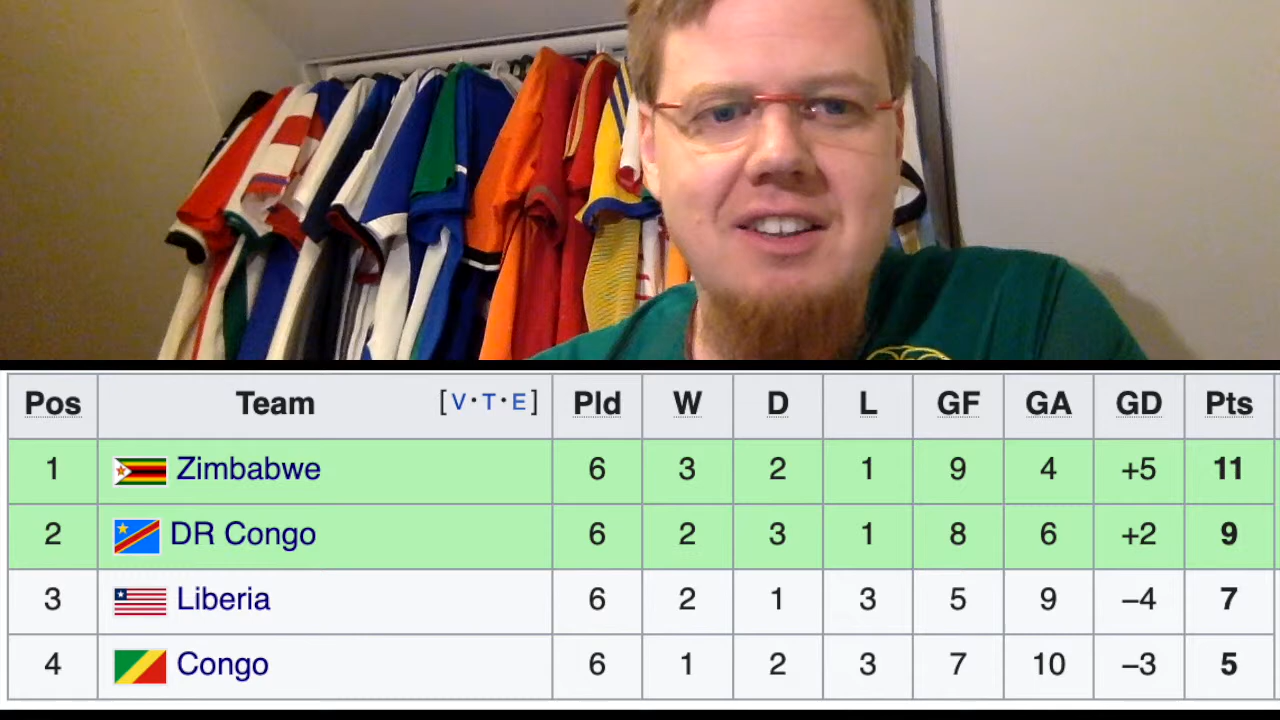 Pos Team [V·T·E] Pld W D L GF GA GD Pts
1 Zimbabwe 6 3 2 1 9 4 +5 11
2 DR Congo 6 2 3 1 8 6 +2 9
3 Liberia 6 2 1 3 5 9 −4 7
4 Congo 6 1 2 3 7 10 −3 5